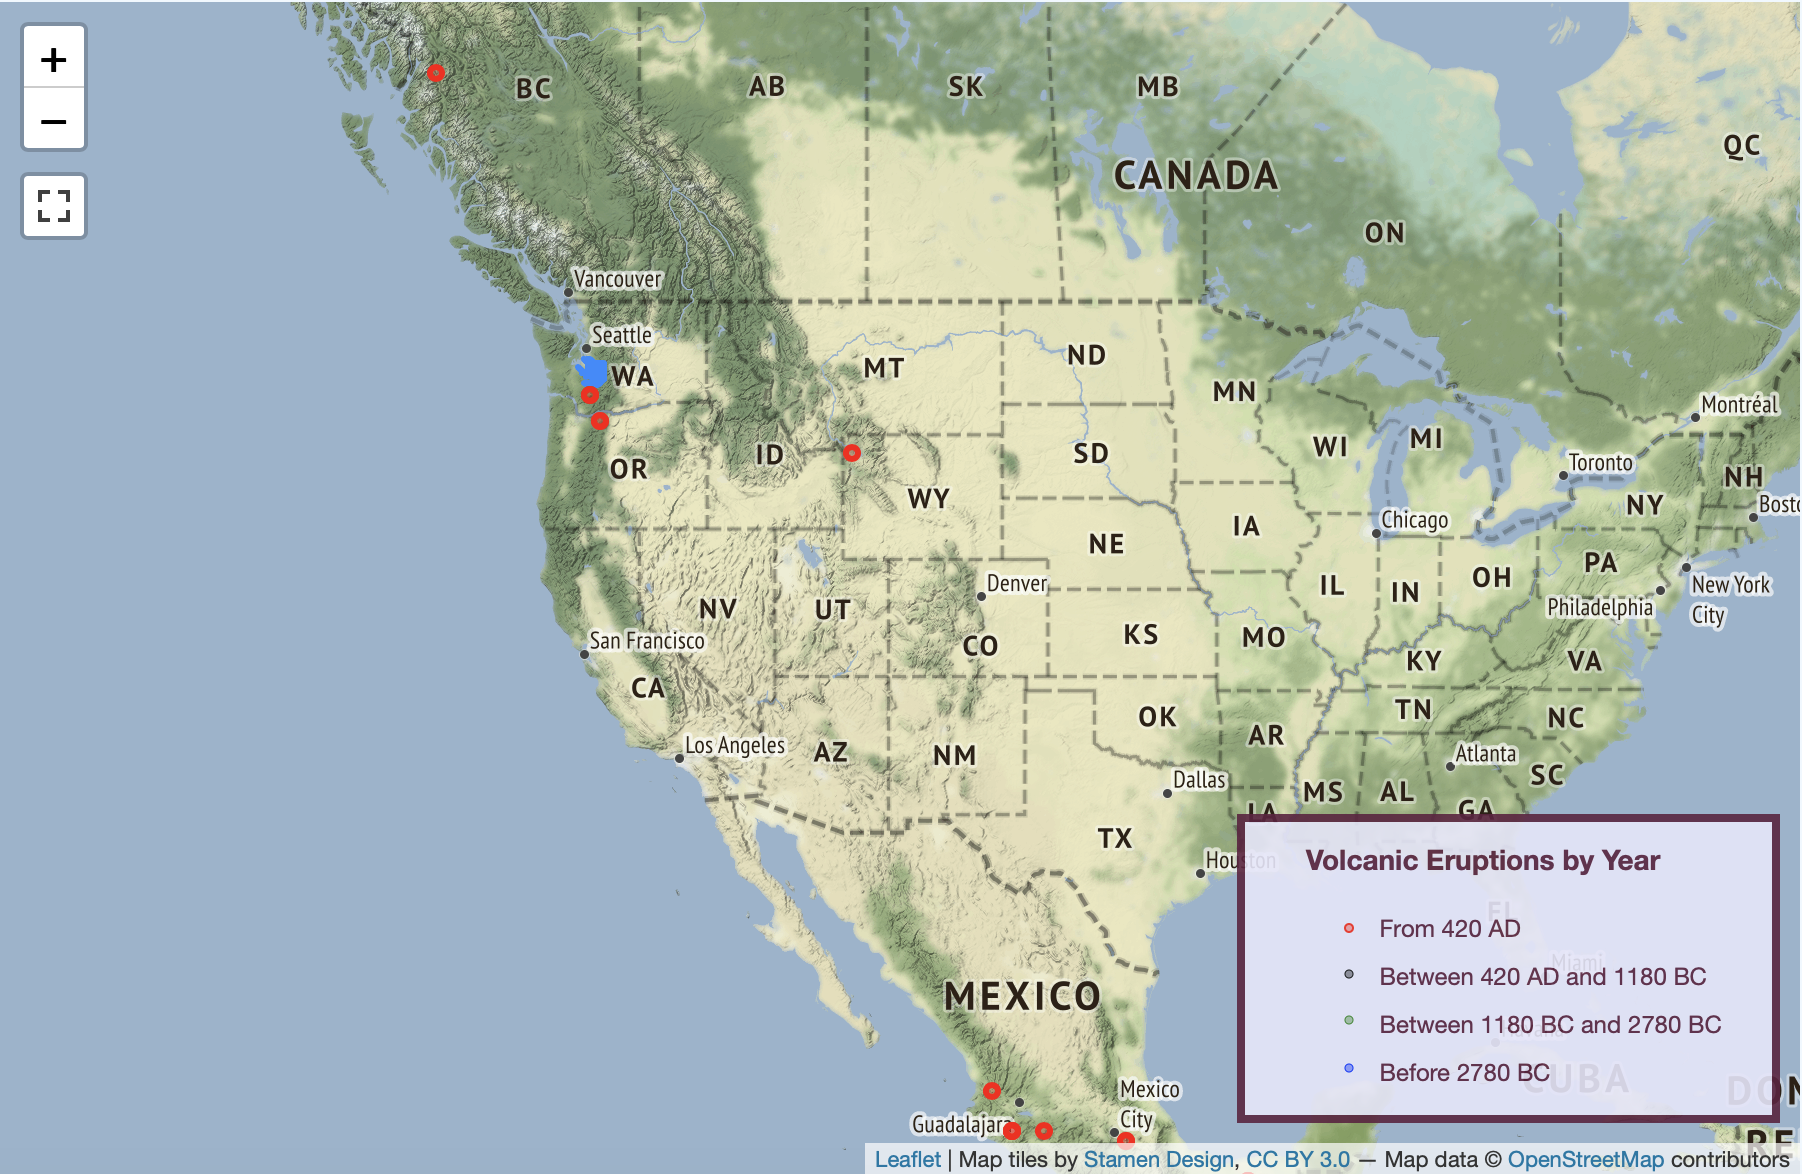 +
−
BC
AB
SK
MB
QC
CANADA
ON
Vancouver
Seattle
WA
MT
ND
MN
Montréal
OR
ID
SD
WI
MI
Toronto
NH
WY
NY
Bosto
IA
Chicago
NE
PA
NV
UT
Denver
IL
IN
OH
New York
City
Philadelphia
San Francisco
CO
KS
MO
KY
VA
CA
OK
TN
NC
Los Angeles
AZ
NM
AR
Atlanta
SC
Dallas
MS
AL
LA
GA
TX
Houston
Volcanic Eruptions by Year
FL
From 420 AD
Miami
Between 420 AD and 1180 BC
MEXICO
Between 1180 BC and 2780 BC
Before 2780 BC
CUBA
DO
Mexico
City
Guadalajara
Leaflet | Map tiles by Stamen Design, CC BY 3.0 — Map data © OpenStreetMap contributors